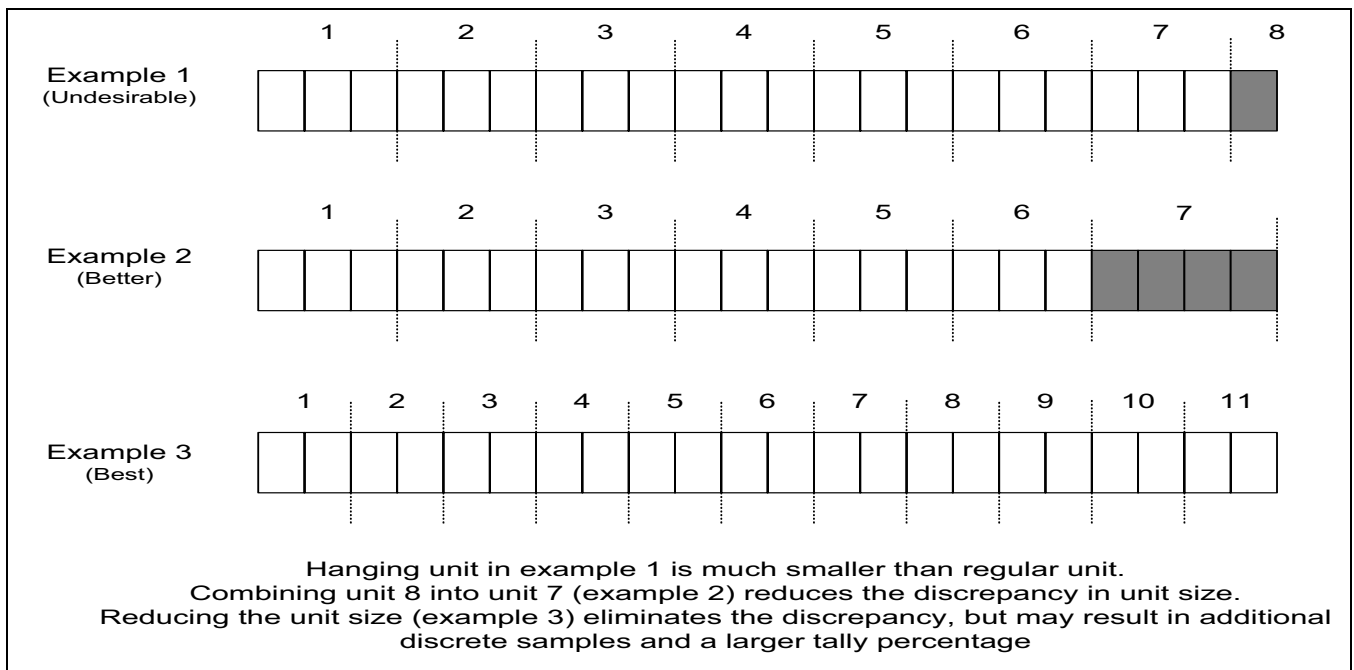 1 2 3 4 5 6 7 8
Example 1
(Undesirable)
1 2 3 4 5 6 7
Example 2
(Better)
1 2 3 4 5 6 7 8 9 10 11
Example 3
(Best)
Hanging unit in example 1 is much smaller than regular unit.
Combining unit 8 into unit 7 (example 2) reduces the discrepancy in unit size.
Reducing the unit size (example 3) eliminates the discrepancy, but may result in additional
discrete samples and a larger tally percentage